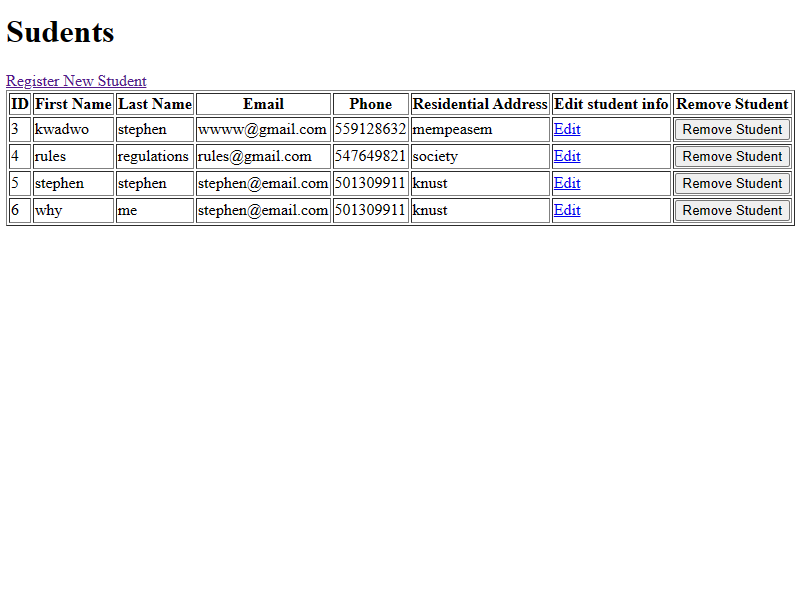 Sudents
Register New Student
ID First Name Last Name Email Phone Residential Address Edit student info Remove Student
3 kwadwo stephen wwww@gmail.com 559128632 mempeasem Edit Remove Student
4 rules regulations rules@gmail.com 547649821 society Edit Remove Student
5 stephen stephen stephen@email.com 501309911 knust Edit Remove Student
6 why me stephen@email.com 501309911 knust Edit Remove Student